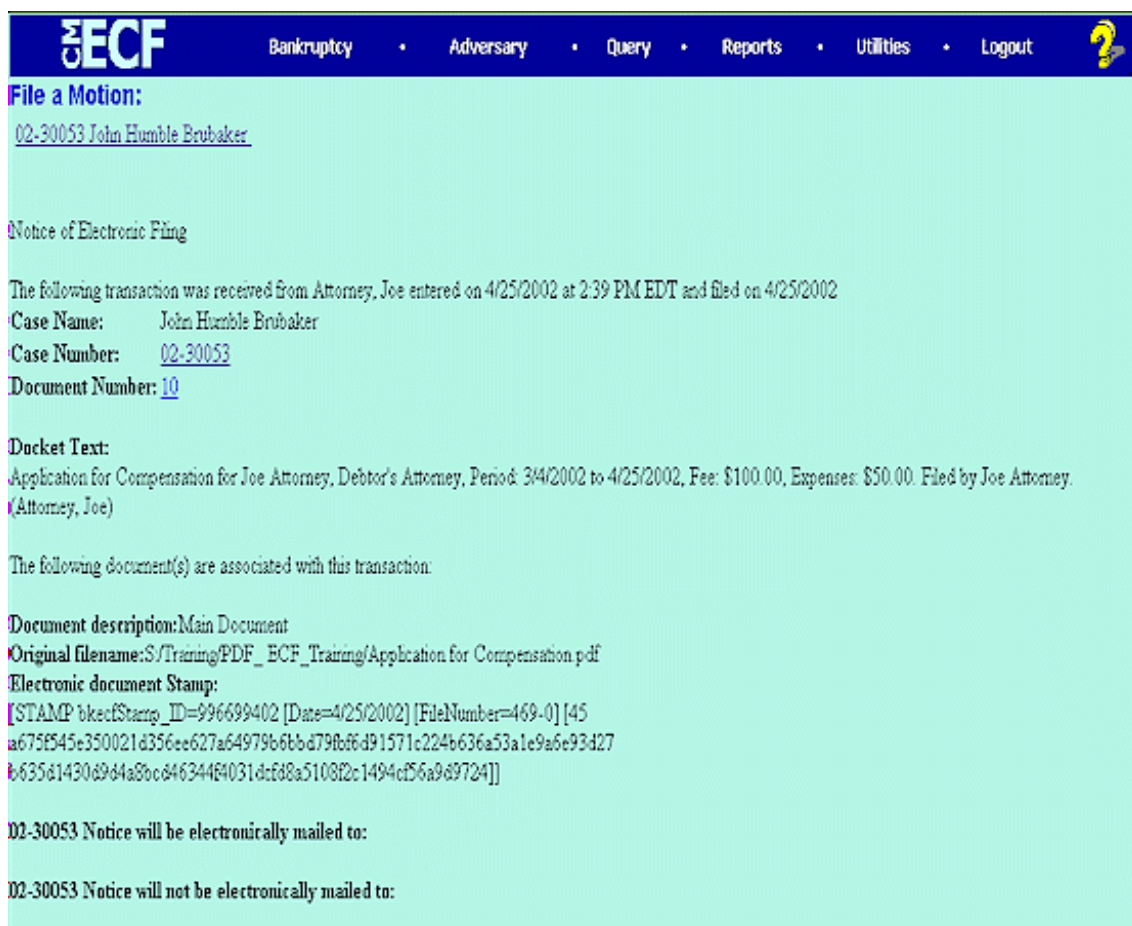 CM ECF Bankruptcy • Adversary • Query • Reports • Utilities • Logout ?
File a Motion:
02-30053 John Humble Brubaker
Notice of Electronic Filing
The following transaction was received from Attorney, Joe entered on 4/25/2002 at 2:39 PM EDT and filed on 4/25/2002
Case Name: John Humble Brubaker
Case Number: 02-30053
Document Number: 10
Docket Text:
Application for Compensation for Joe Attorney, Debtor's Attorney, Period: 3/4/2002 to 4/25/2002, Fee: $100.00, Expenses: $50.00. Filed by Joe Attorney.
(Attorney, Joe)
The following document(s) are associated with this transaction:
Document description:Main Document
Original filename:S:/Training/PDF_ ECF_Training/Application for Compensation.pdf
Electronic document Stamp:
[STAMP bkecfStamp_ID=996699402 [Date=4/25/2002] [FileNumber=469-0] [45
a675f545e350021d356ee627a64979b6bbd79fbf6d91571c224b636a53a1e9a6e93d27
b635d1430d9d4a8bcd46344f4031dcfd8a5108f2c1494cf56a9d9724]]
02-30053 Notice will be electronically mailed to:
02-30053 Notice will not be electronically mailed to: